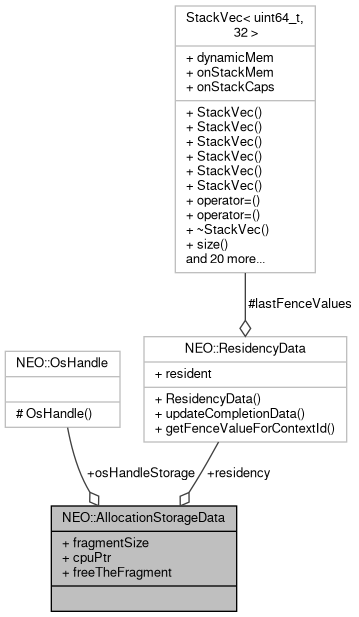 StackVec< uint64_t,
32 >
+ dynamicMem
+ onStackMem
+ onStackCaps
+ StackVec()
+ StackVec()
+ StackVec()
+ StackVec()
+ StackVec()
+ StackVec()
+ operator=()
+ operator=()
+ ~StackVec()
+ size()
and 20 more...
#lastFenceValues
NEO::OsHandle
# OsHandle()
NEO::ResidencyData
+ resident
+ ResidencyData()
+ updateCompletionData()
+ getFenceValueForContextId()
+osHandleStorage
+residency
NEO::AllocationStorageData
+ fragmentSize
+ cpuPtr
+ freeTheFragment